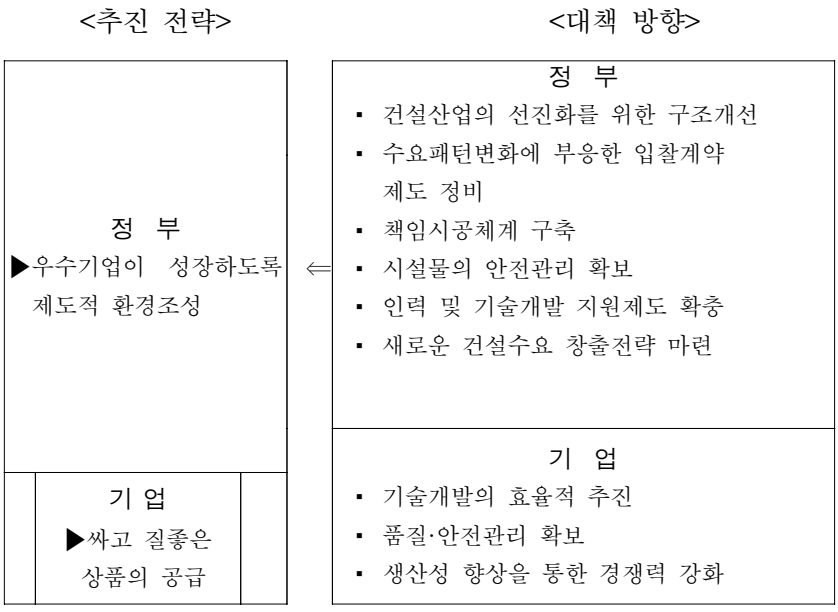 <추진 전략>
<대책 방향>
정 부
▶우수기업이 성장하도록
제도적 환경조성
기 업
▶싸고 질좋은
상품의 공급
⇐
정 부
▪ 건설산업의 선진화를 위한 구조개선
▪ 수요패턴변화에 부응한 입찰계약
제도 정비
▪ 책임시공체계 구축
▪ 시설물의 안전관리 확보
▪ 인력 및 기술개발 지원제도 확충
▪ 새로운 건설수요 창출전략 마련
기 업
▪ 기술개발의 효율적 추진
▪ 품질·안전관리 확보
▪ 생산성 향상을 통한 경쟁력 강화